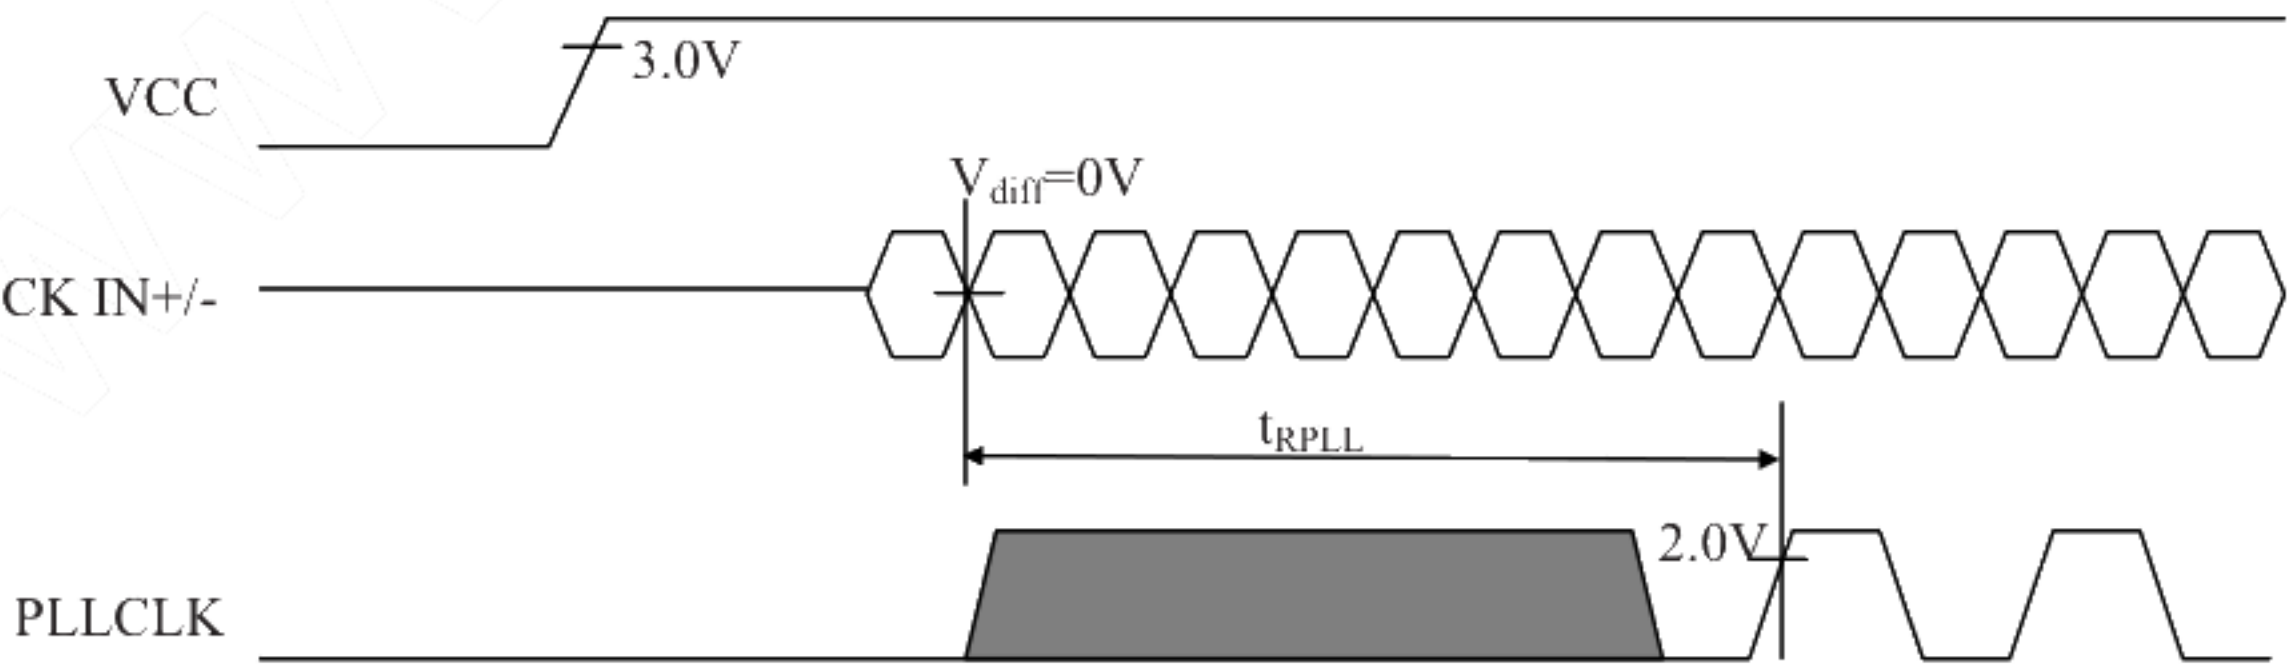 3.0V
VCC
Vdiff=0V
CK IN+/-
tRPLL
2.0V
PLLCLK